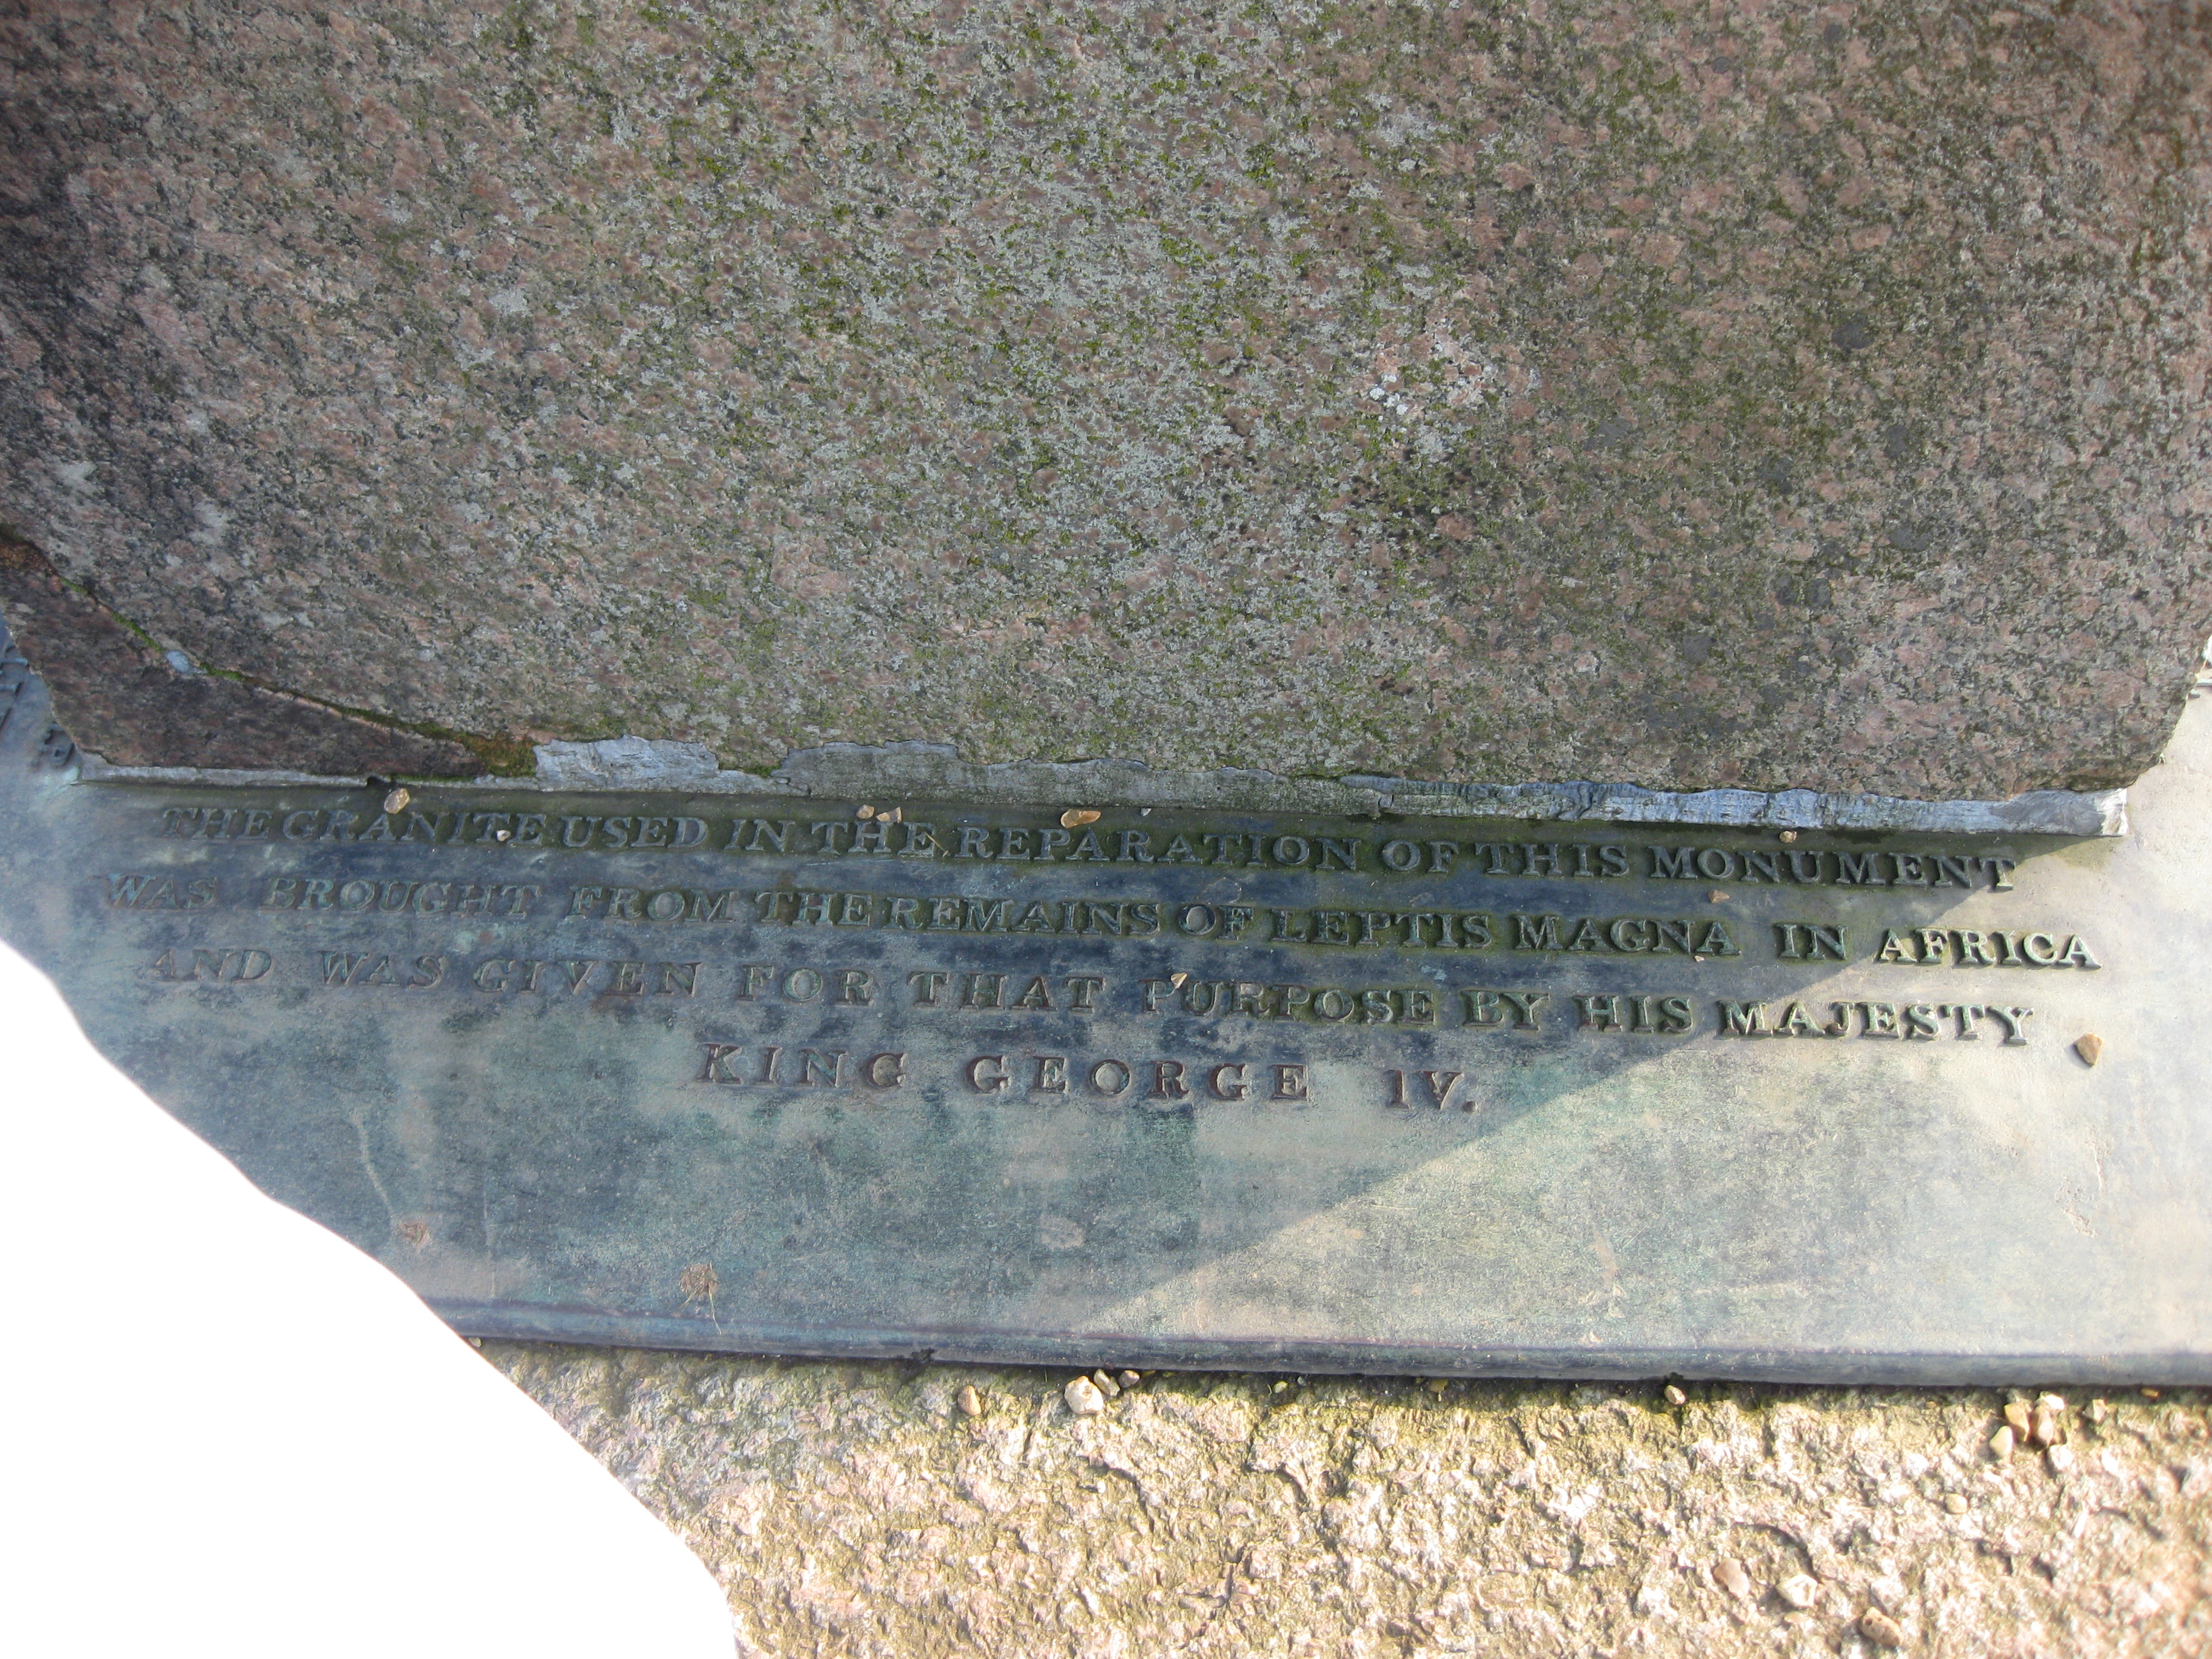 THE GRANITE USED IN THE REPARATION OF THIS MONUMENT
WAS BROUGHT FROM THE REMAINS OF LEPTIS MAGNA IN AFRICA
AND WAS GIVEN FOR THAT PURPOSE BY HIS MAJESTY
KING GEORGE IV.